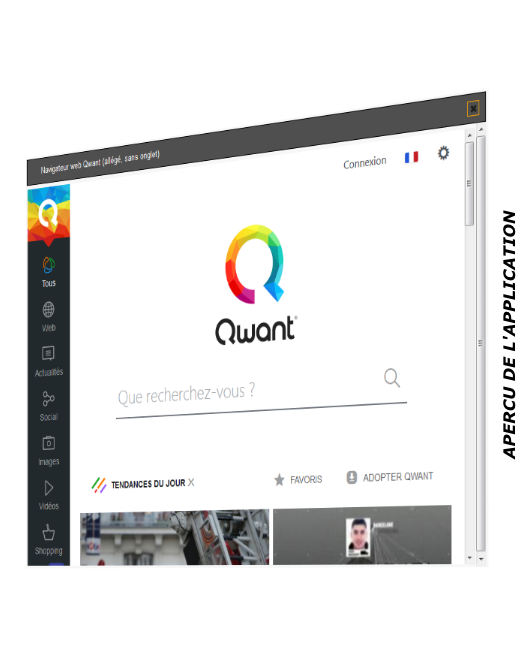 Navigateur web Qwant (allégé, sans onglet)
Connexion
Tous
Web
Actualités
Social
Images
Vidéos
Shopping
Qwant
Que recherchez-vous ?
TENDANCES DU JOUR X
FAVORIS
ADOPTER QWANT
APERCU DE L'APPLICATION